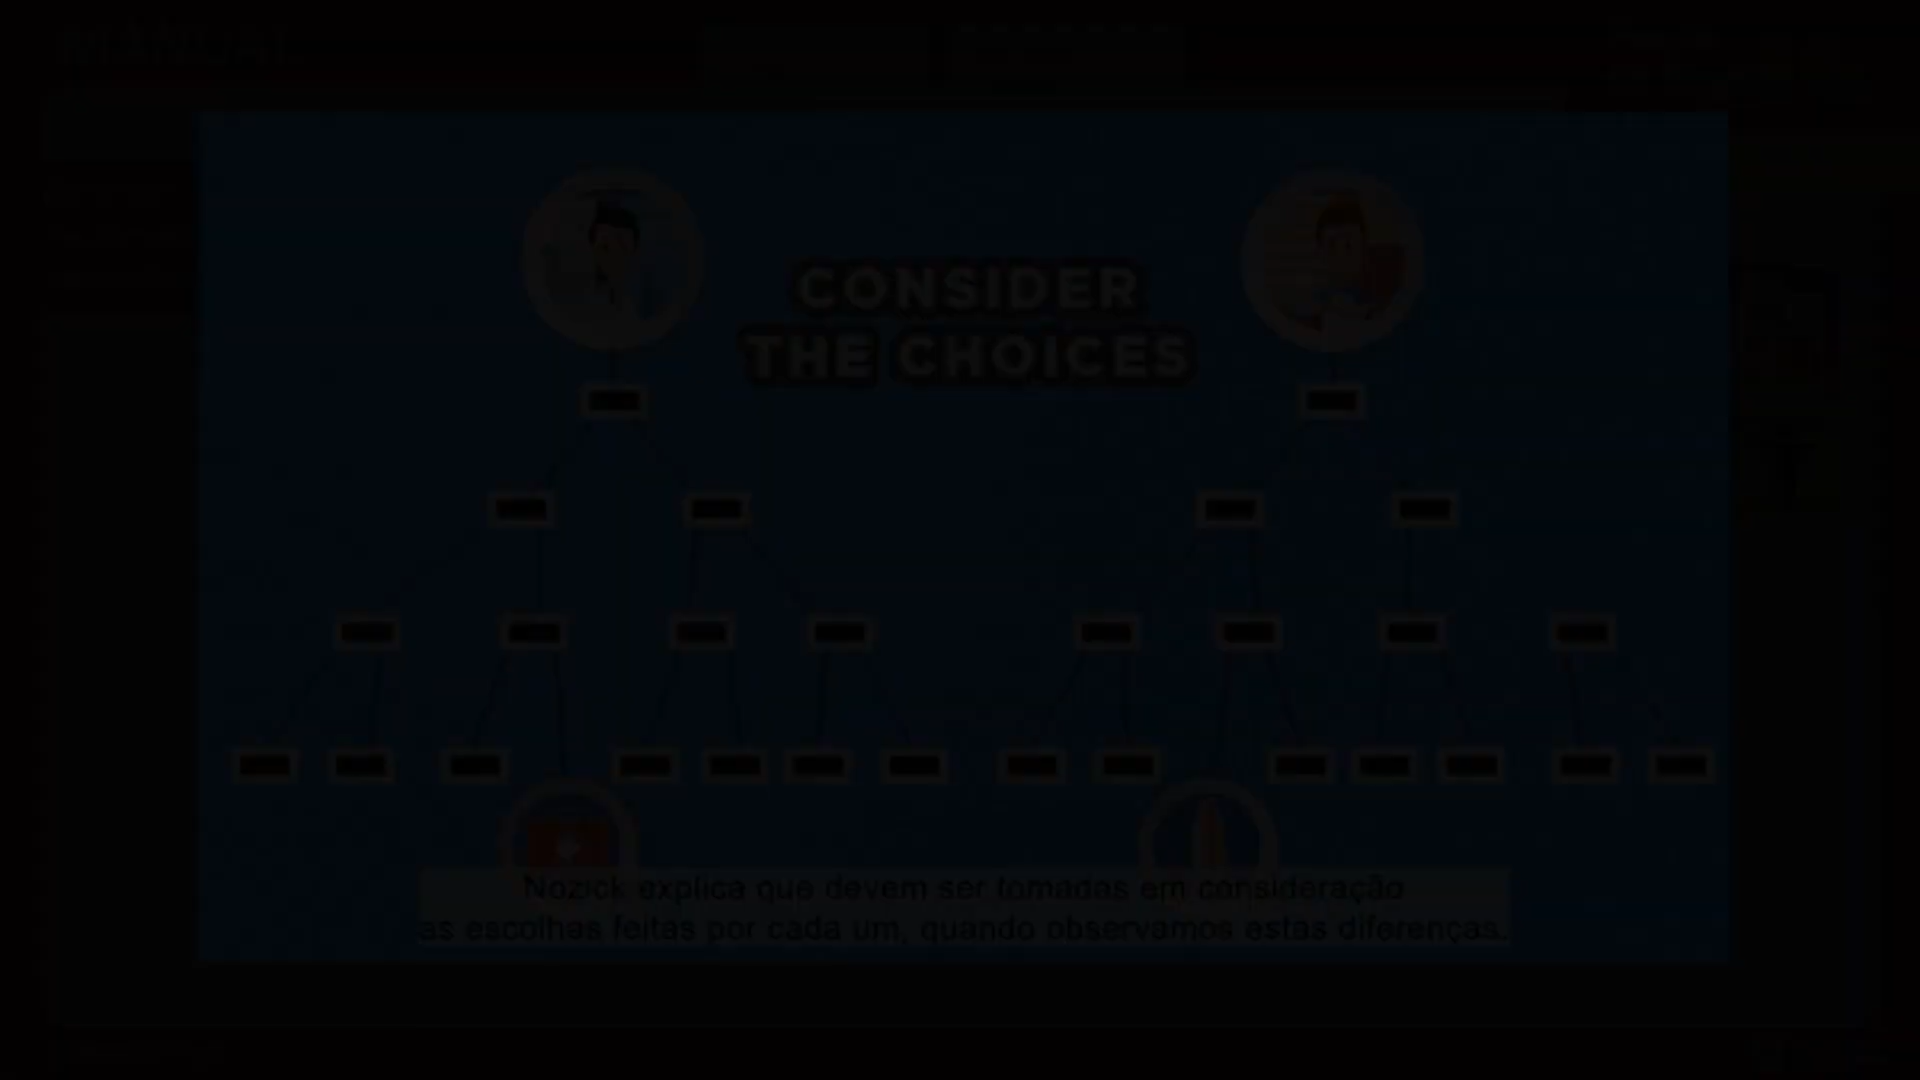 CONSIDER
THE CHOICES
Nozick explica que devem ser tomadas em consideração
as escolhas feitas por cada um, quando observamos estas diferenças.